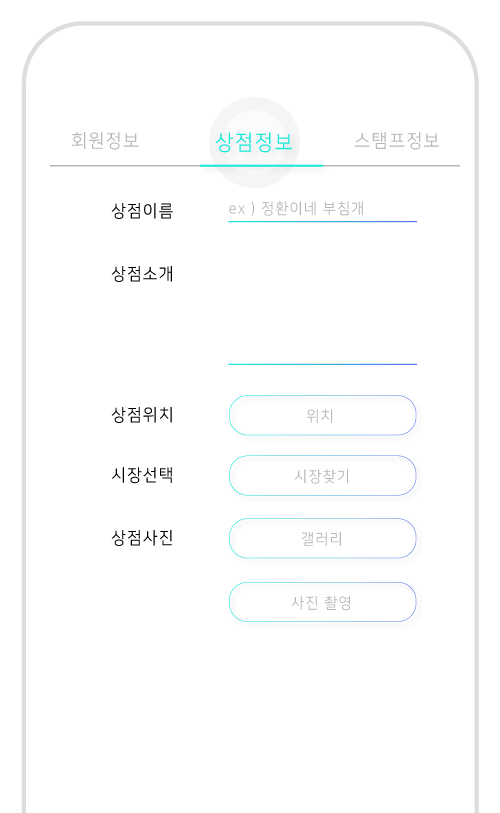 회원정보 상점정보 스탬프정보
상점이름 ex ) 정환이네 부침개
상점소개
상점위치 위치
시장선택 시장찾기
상점사진 갤러리
사진 촬영